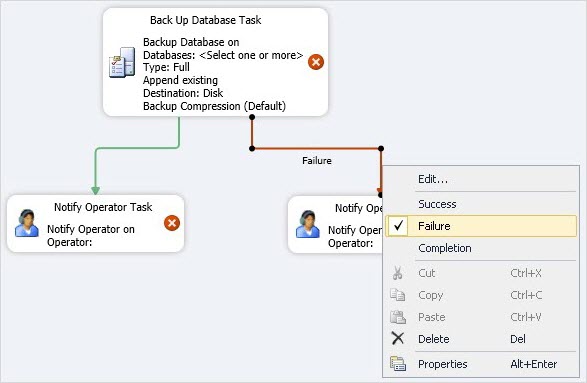 Back Up Database Task
Backup Database on
Databases: <Select one or more>
Type: Full
Append existing
Destination: Disk
Backup Compression (Default)
Failure
Notify Operator Task
Notify Operator on
Operator:
Notify Ope
Notify Oper
Operator:
Edit...
Success
Failure
Completion
Cut Ctrl+X
Copy Ctrl+C
Paste Ctrl+V
Delete Del
Properties Alt+Enter